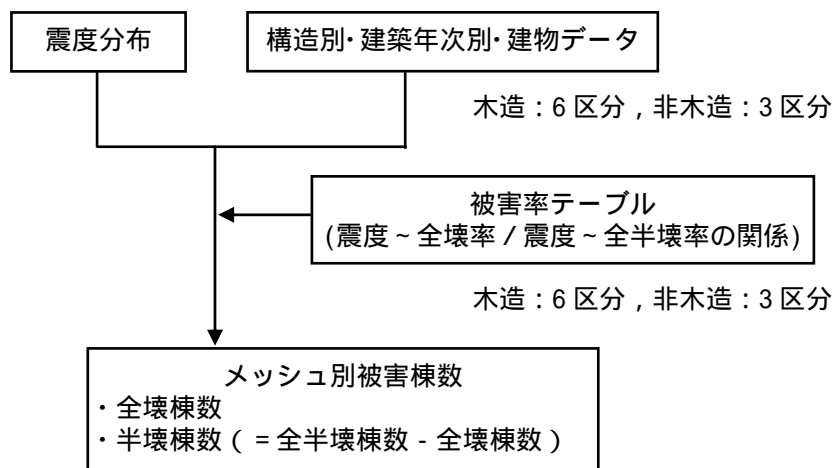 震度分布
構造別・建築年次別・建物データ
木造：6区分，非木造：3区分
被害率テーブル
(震度～全壊率／震度～全半壊率の関係)
木造：6区分，非木造：3区分
メッシュ別被害棟数
・全壊棟数
・半壊棟数（＝全半壊棟数－全壊棟数）